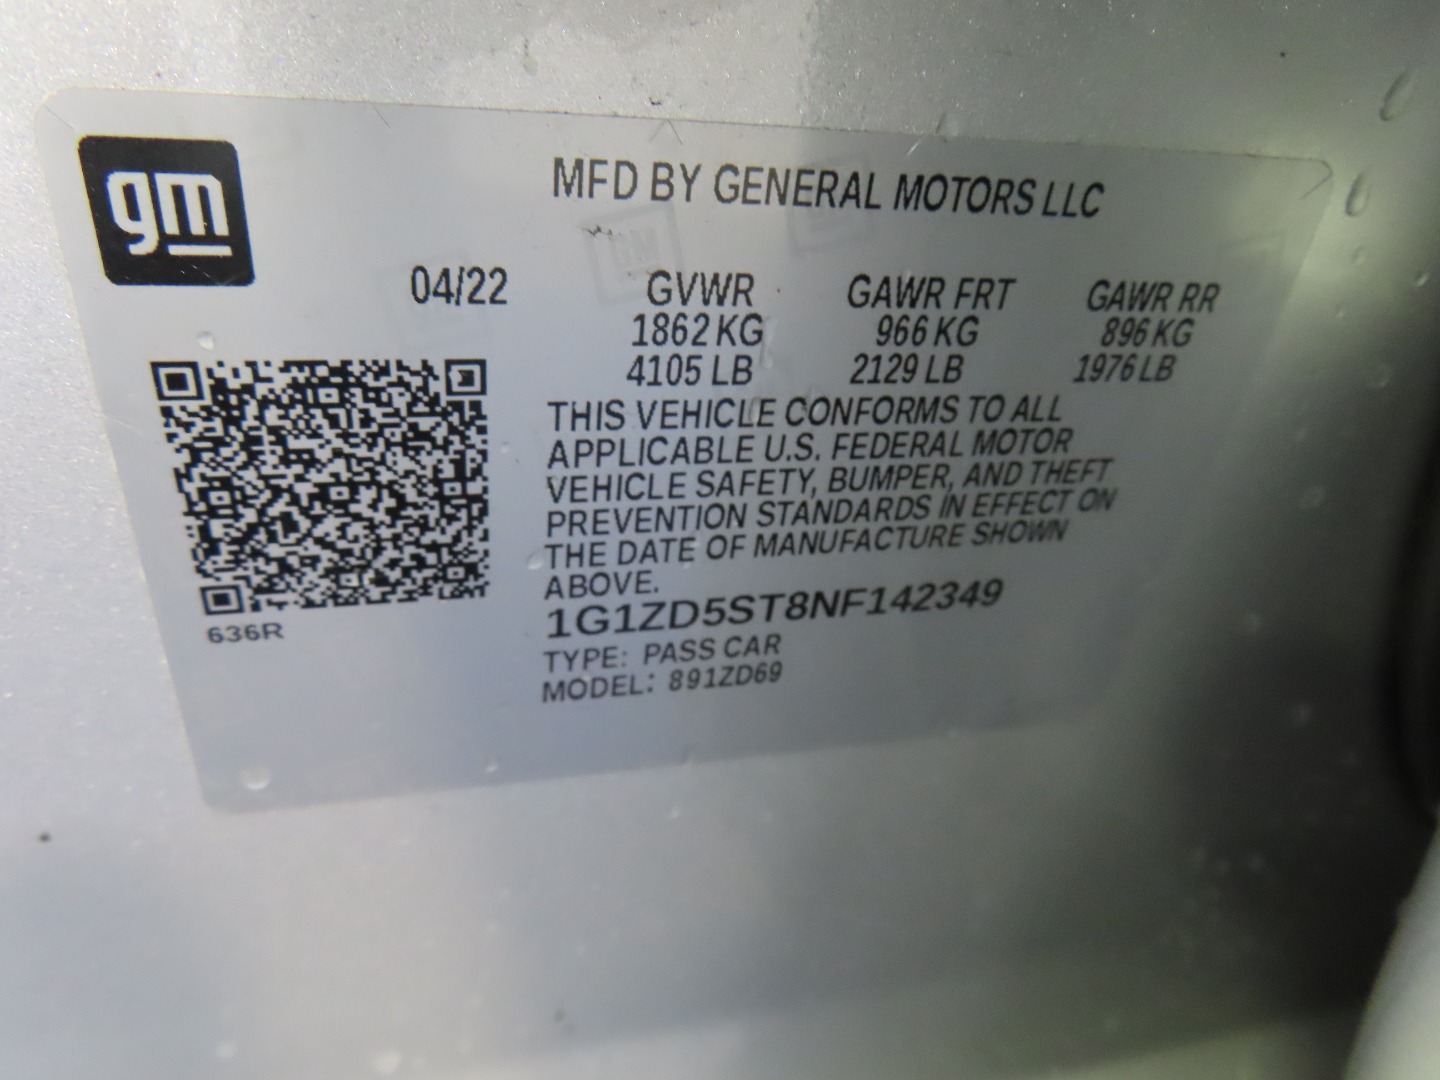 gm
MFD BY GENERAL MOTORS LLC
04/22 GVWR GAWR FRT GAWR RR
1862 KG 966 KG 896 KG
4105 LB 2129 LB 1976 LB
THIS VEHICLE CONFORMS TO ALL
APPLICABLE U.S. FEDERAL MOTOR
VEHICLE SAFETY, BUMPER, AND THEFT
PREVENTION STANDARDS IN EFFECT ON
THE DATE OF MANUFACTURE SHOWN
ABOVE.
1G1ZD5ST8NF142349
636R
TYPE: PASS CAR
MODEL: 891ZD69
GM